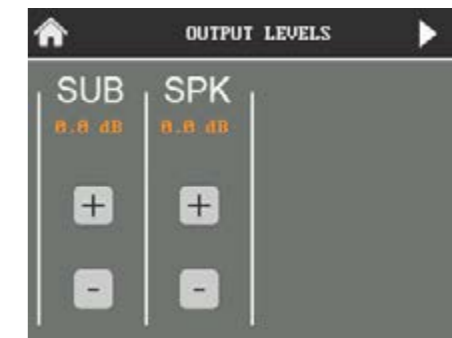 OUTPUT LEVELS
SUB SPK
0.0 dB 0.0 dB
+ +
- -